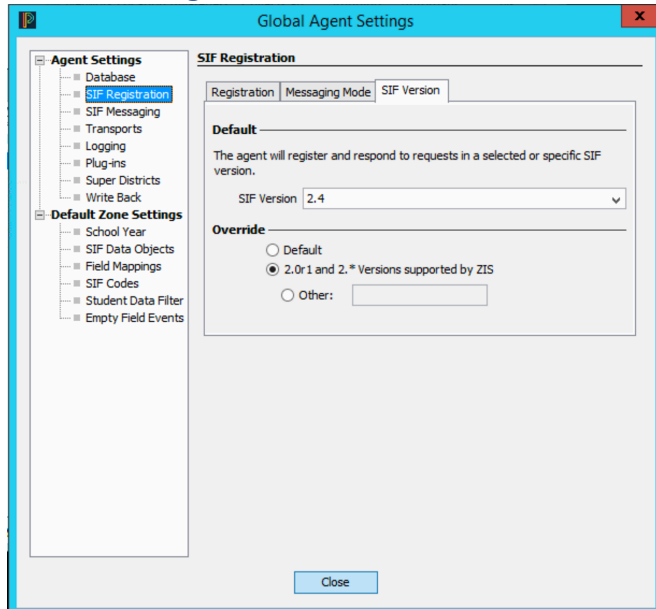 Global Agent Settings
x
Agent Settings
Database
SIF Registration
SIF Messaging
Transports
Logging
Plug-ins
Super Districts
Write Back
Default Zone Settings
School Year
SIF Data Objects
Field Mappings
SIF Codes
Student Data Filter
Empty Field Events
SIF Registration
Registration Messaging Mode SIF Version
Default
The agent will register and respond to requests in a selected or specific SIF
version.
SIF Version 2.4
Override
Default
2.0r1 and 2.* Versions supported by ZIS
Other:
Close